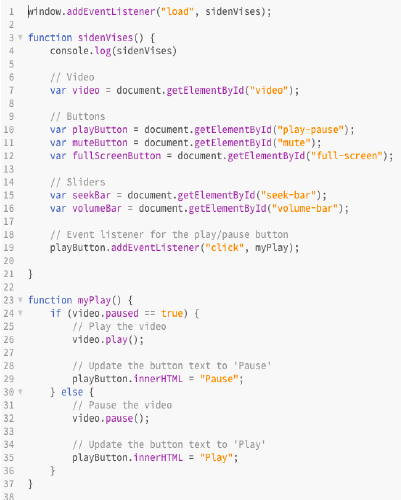 1 window.addEventListener("load", sidenVises);
2
3 function sidenVises() {
4     console.log(sidenVises)
5
6     // Video
7     var video = document.getElementById("video");
8
9     // Buttons
10     var playButton = document.getElementById("play-pause");
11     var muteButton = document.getElementById("mute");
12     var fullScreenButton = document.getElementById("full-screen");
13
14     // Sliders
15     var seekBar = document.getElementById("seek-bar");
16     var volumeBar = document.getElementById("volume-bar");
17
18     // Event listener for the play/pause button
19     playButton.addEventListener("click", myPlay);
20
21 }
22
23 function myPlay() {
24     if (video.paused == true) {
25         // Play the video
26         video.play();
27
28         // Update the button text to 'Pause'
29         playButton.innerHTML = "Pause";
30     } else {
31         // Pause the video
32         video.pause();
33
34         // Update the button text to 'Play'
35         playButton.innerHTML = "Play";
36     }
37 }
38